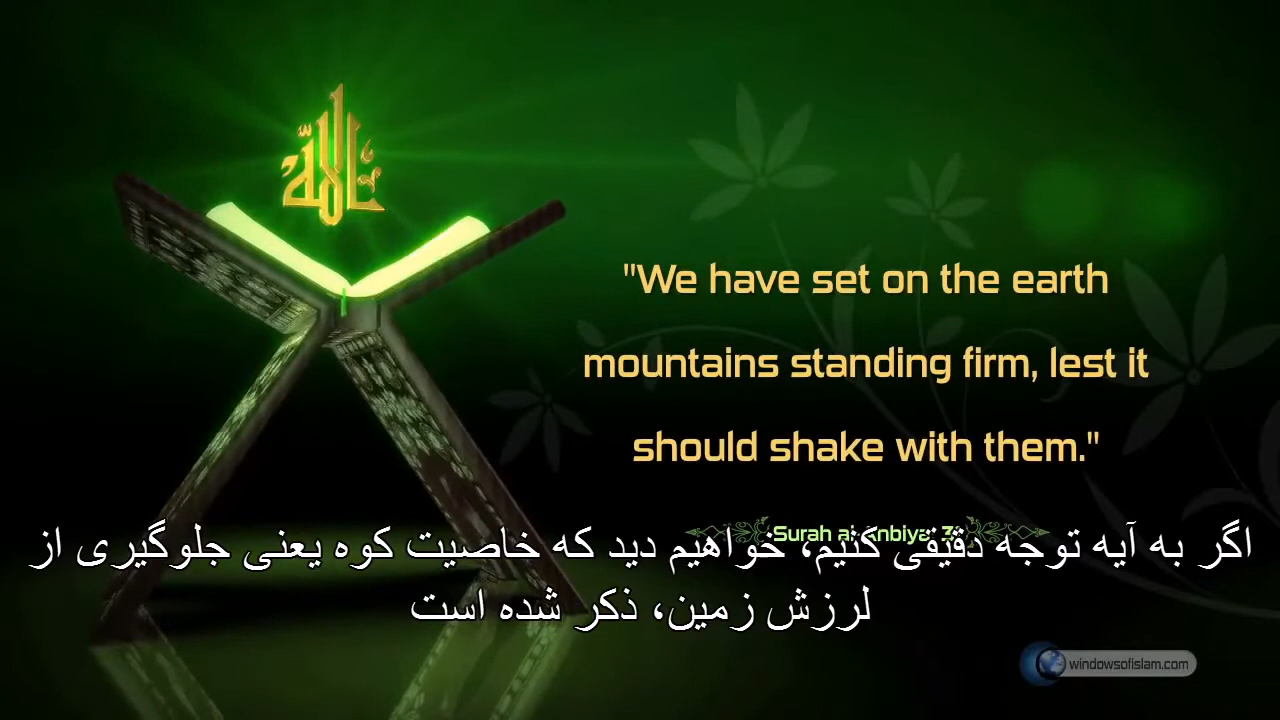 الله
"We have set on the earth
mountains standing firm, lest it
should shake with them."
Surah al-Anbiya
اگر به آیه توجه دقیقی کنیم، خواهیم دید که خاصیت کوه یعنی جلوگیری از
لرزش زمین، ذکر شده است
windowsofislam.com